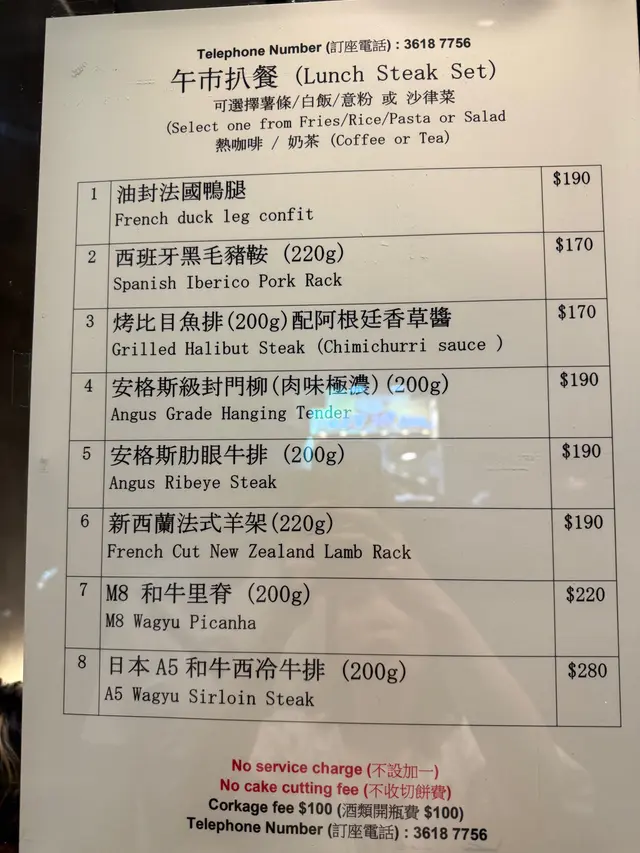 Telephone Number (訂座電話) : 3618 7756
午市扒餐 (Lunch Steak Set)
可選擇薯條/白飯/意粉 或 沙律菜
(Select one from Fries/Rice/Pasta or Salad
熱咖啡 / 奶茶 (Coffee or Tea)
1 油封法國鴨腿 $190
French duck leg confit
2 西班牙黑毛豬鞍 (220g) $170
Spanish Iberico Pork Rack
3 烤比目魚排(200g)配阿根廷香草醬 $170
Grilled Halibut Steak (Chimichurri sauce )
4 安格斯級封門柳(肉味極濃)(200g) $190
Angus Grade Hanging Tender
5 安格斯肋眼牛排 (200g) $190
Angus Ribeye Steak
6 新西蘭法式羊架(220g) $190
French Cut New Zealand Lamb Rack
7 M8 和牛里脊 (200g) $220
M8 Wagyu Picanha
8 日本A5和牛西冷牛排 (200g) $280
A5 Wagyu Sirloin Steak
No service charge (不設加一)
No cake cutting fee (不收切餅費)
Corkage fee $100 (酒類開瓶費 $100)
Telephone Number (訂座電話) : 3618 7756